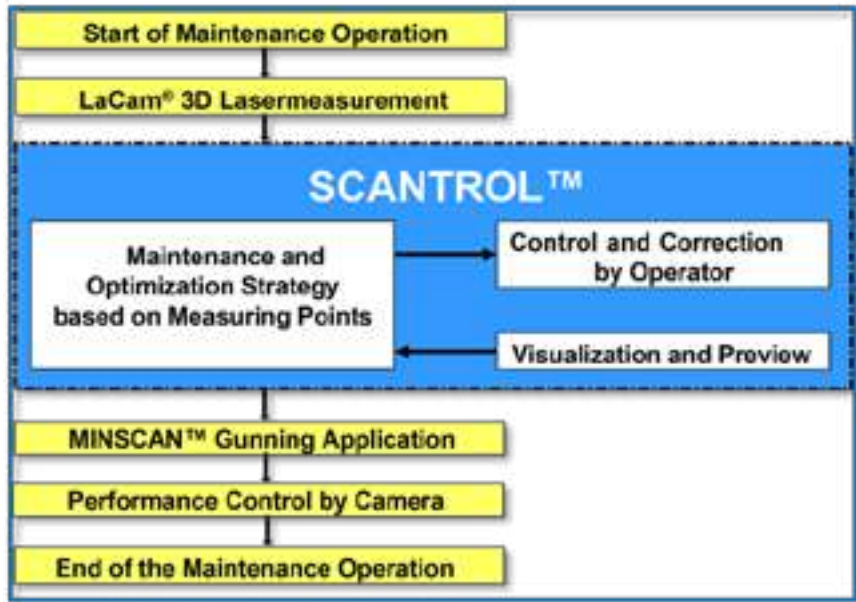 Start of Maintenance Operation
LaCam® 3D Lasermeasurement
SCANTROL™
Maintenance and
Optimization Strategy
based on Measuring Points
Control and Correction
by Operator
Visualization and Preview
MINSCAN™ Gunning Application
Performance Control by Camera
End of the Maintenance Operation